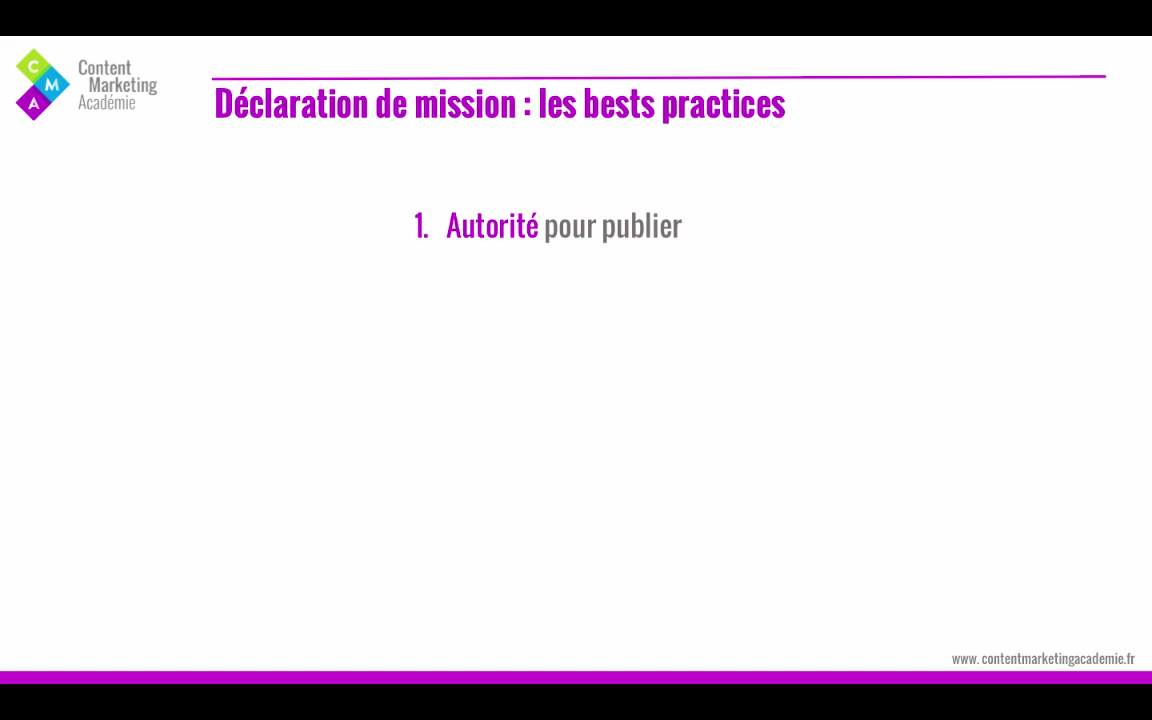 C
M
A
Content
Marketing
Académie
Déclaration de mission : les bests practices
1. Autorité pour publier
www. contentmarketingacademie.fr